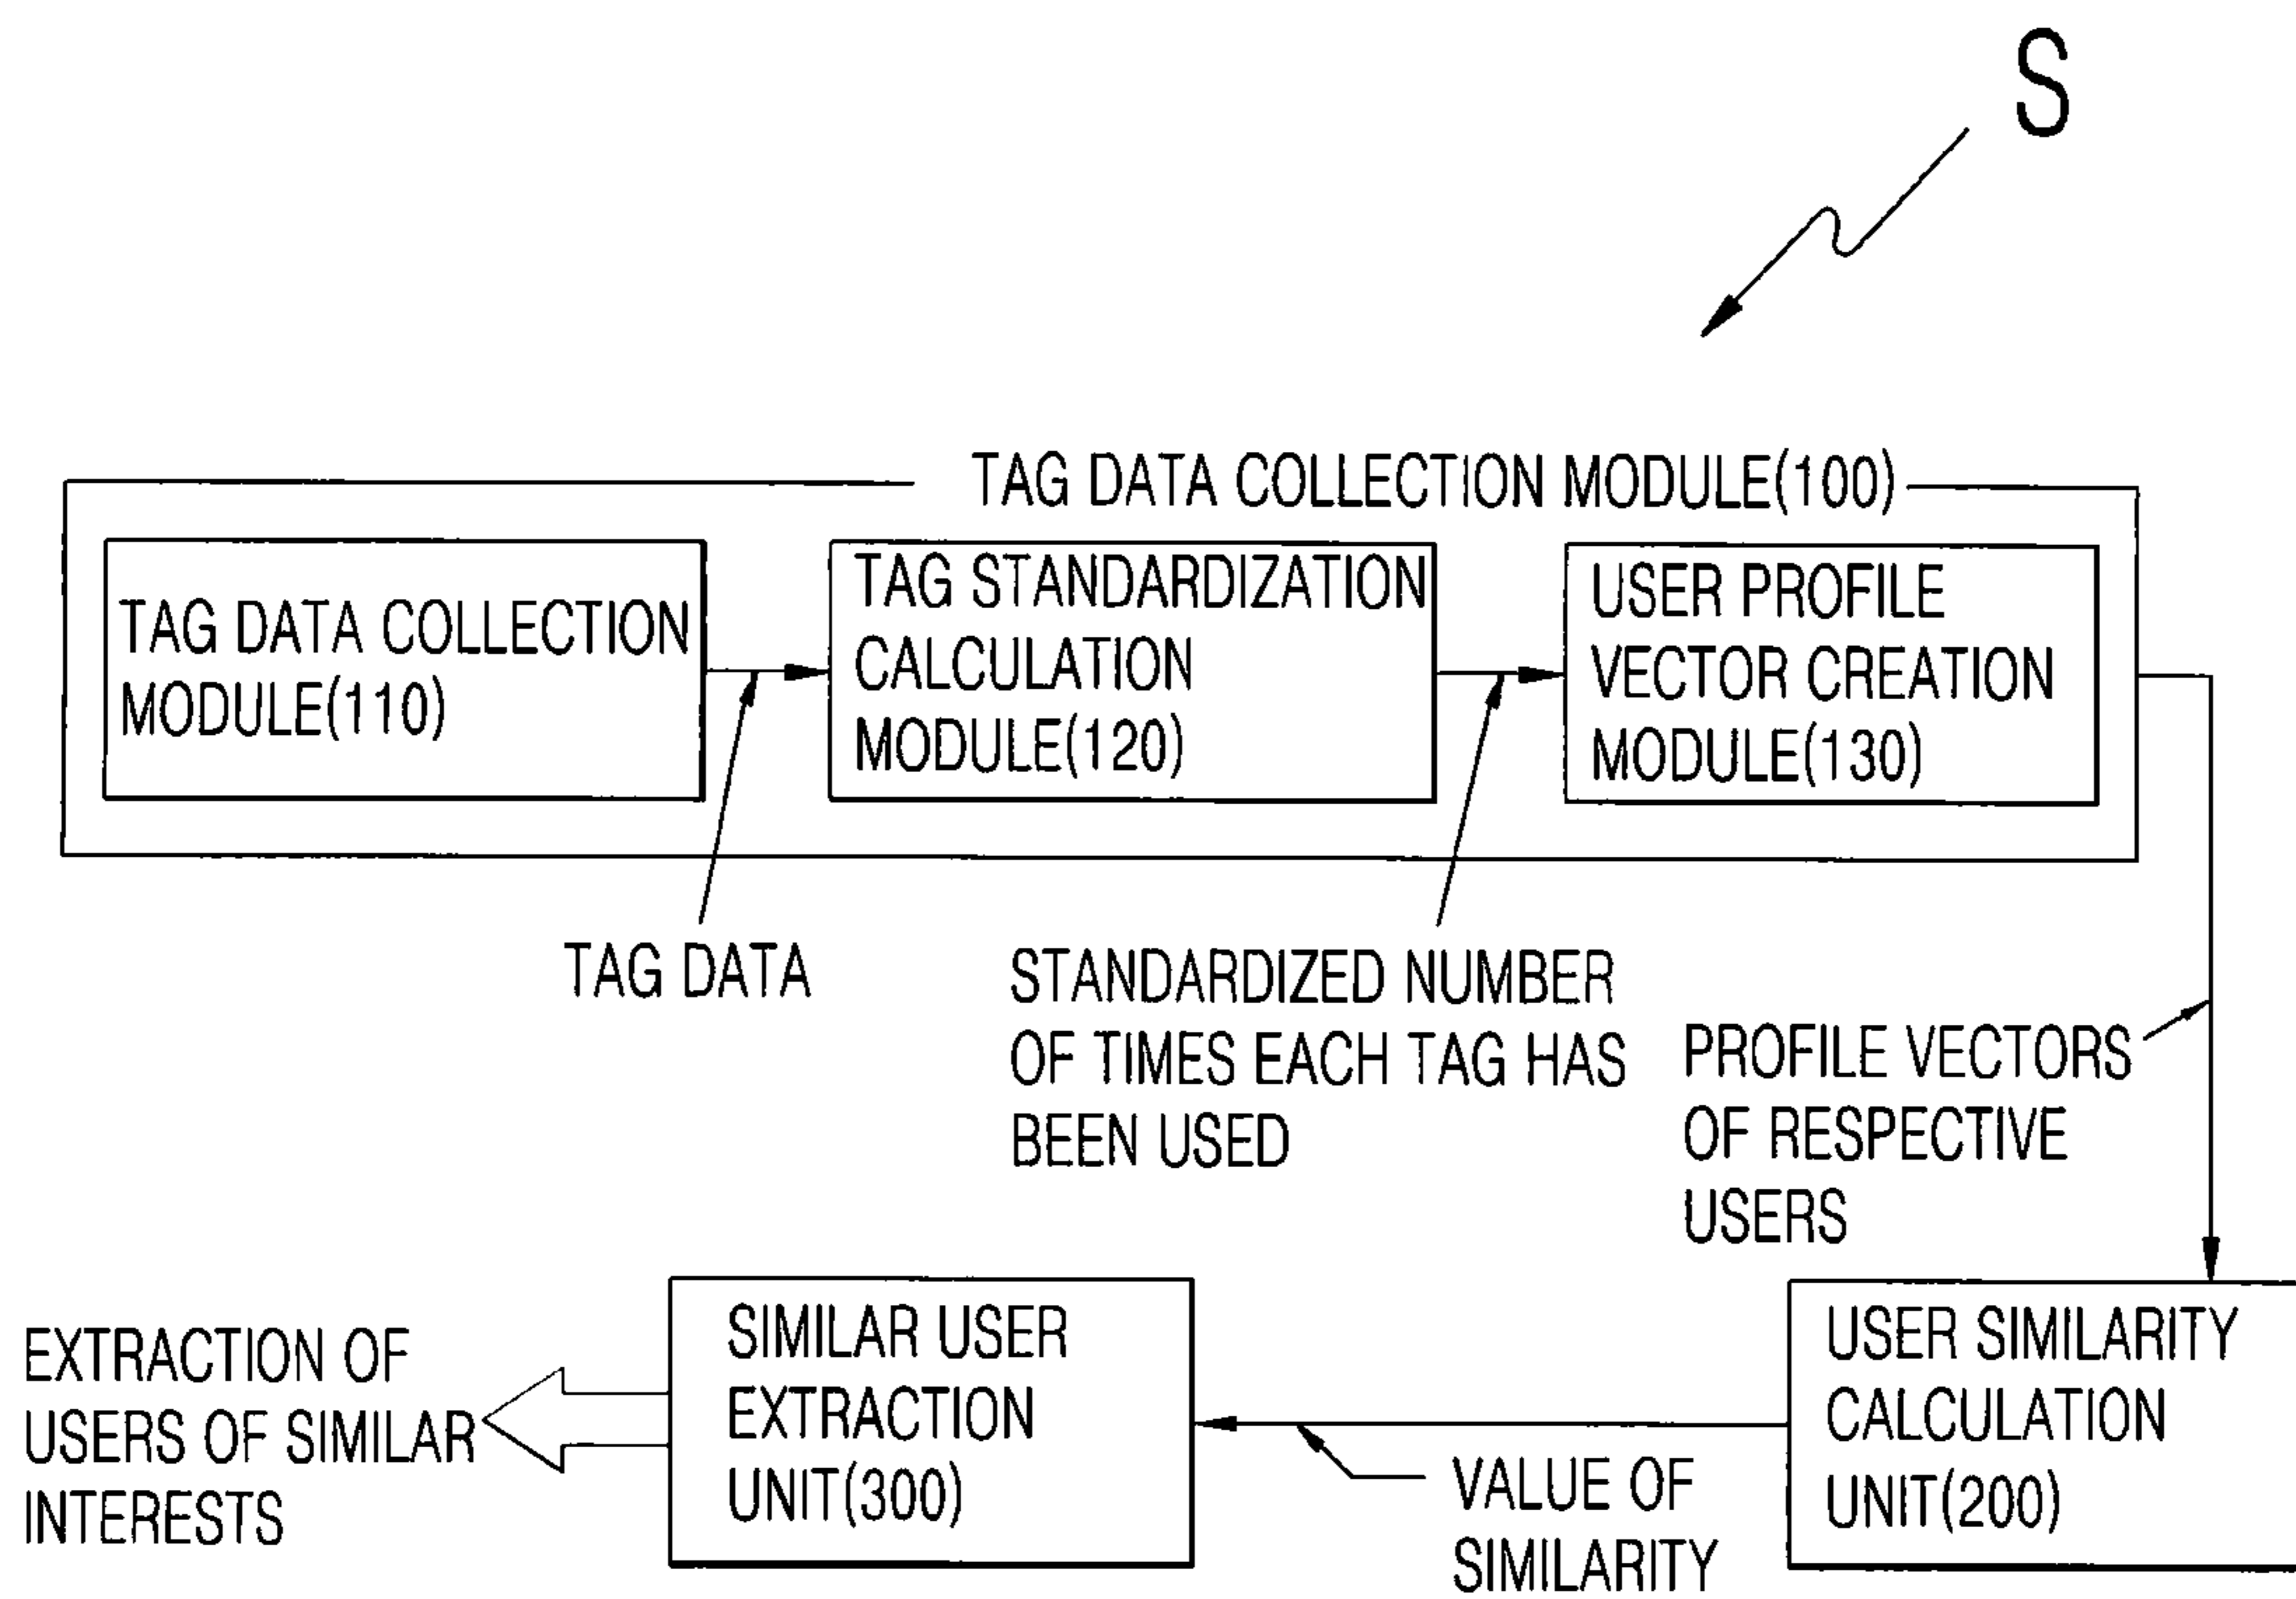 S
TAG DATA COLLECTION MODULE(100)
TAG DATA COLLECTION
MODULE(110)
TAG STANDARDIZATION
CALCULATION
MODULE(120)
USER PROFILE
VECTOR CREATION
MODULE(130)
TAG DATA
STANDARDIZED NUMBER
OF TIMES EACH TAG HAS
BEEN USED
PROFILE VECTORS
OF RESPECTIVE
USERS
EXTRACTION OF
USERS OF SIMILAR
INTERESTS
SIMILAR USER
EXTRACTION
UNIT(300)
VALUE OF
SIMILARITY
USER SIMILARITY
CALCULATION
UNIT(200)